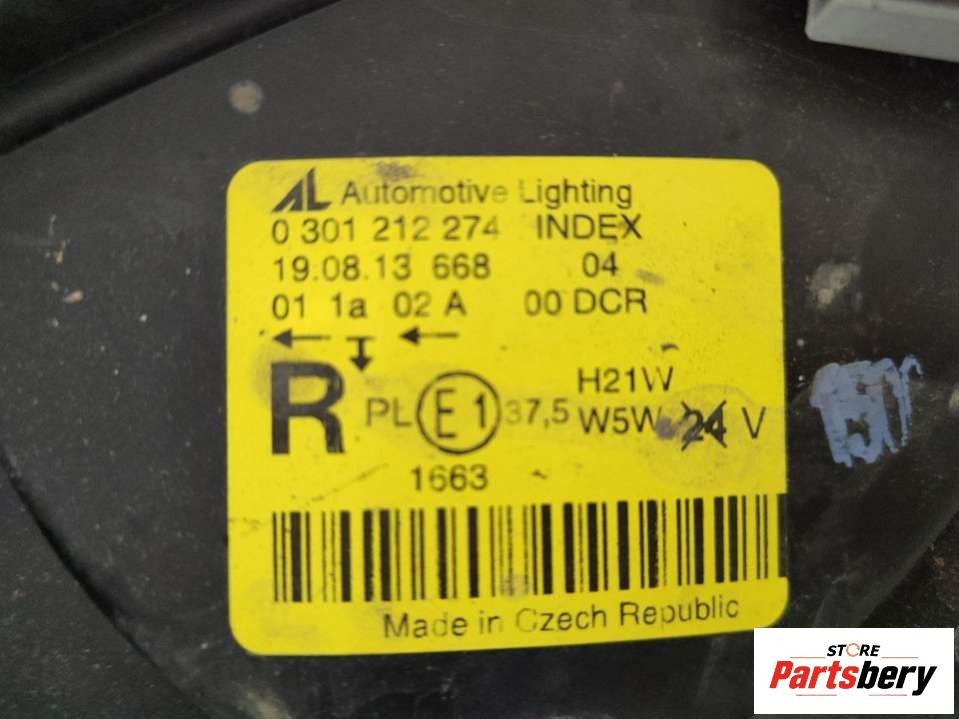 AL Automotive Lighting
0 301 212 274 INDEX
19.08.13 668 04
01 1a 02 A 00 DCR
R PL E1 37,5 H21W
W5W 24 V
1663
Made in Czech Republic
STORE
Partsbery